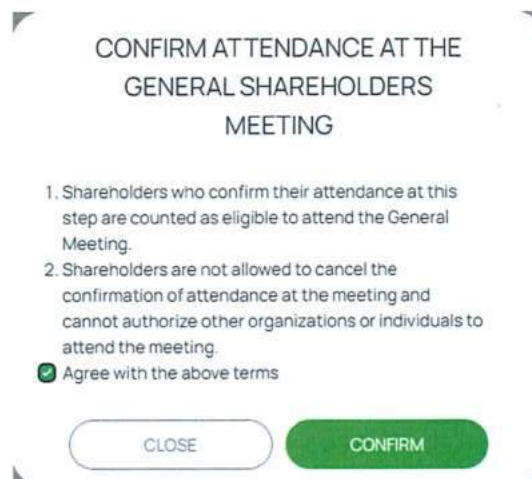 CONFIRM ATTENDANCE AT THE
GENERAL SHAREHOLDERS
MEETING
1. Shareholders who confirm their attendance at this
step are counted as eligible to attend the General
Meeting.
2. Shareholders are not allowed to cancel the
confirmation of attendance at the meeting and
cannot authorize other organizations or individuals to
attend the meeting.
Agree with the above terms
CLOSE
CONFIRM